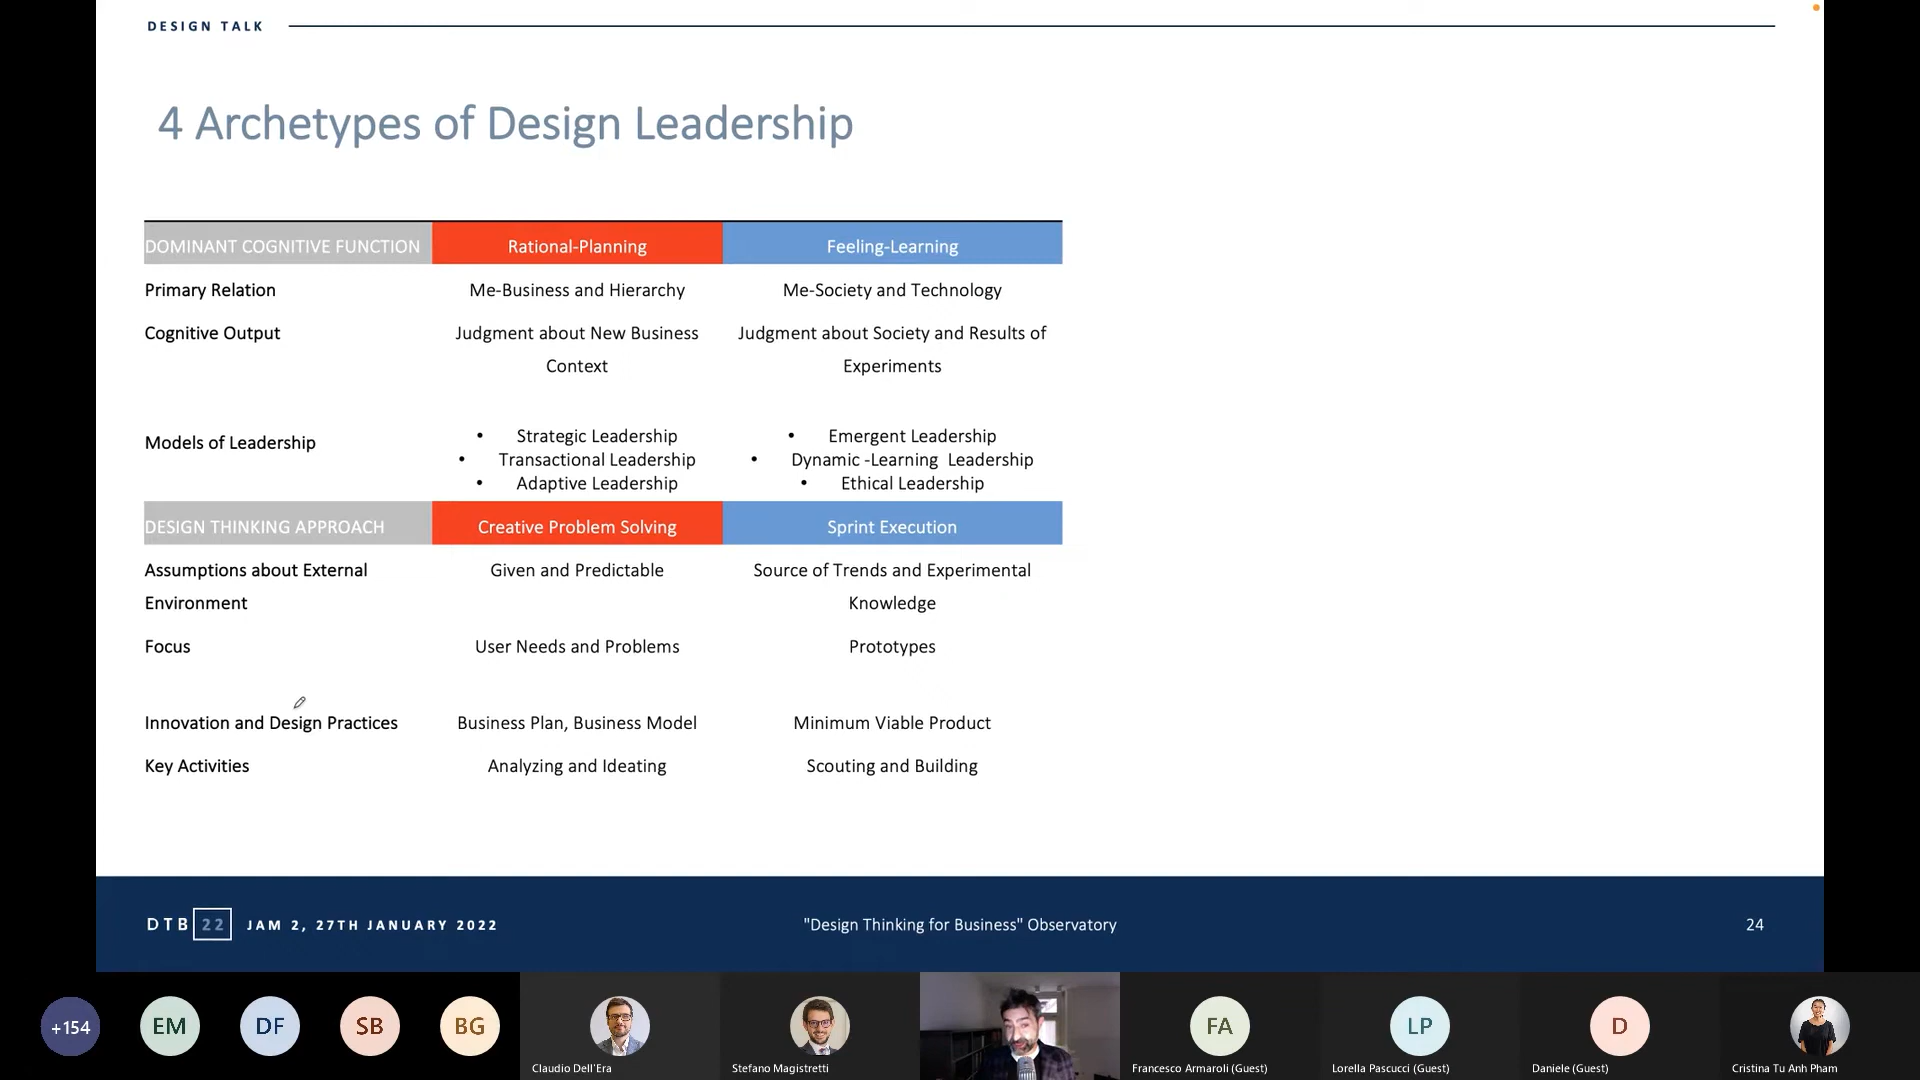 DESIGN TALK
4 Archetypes of Design Leadership
DOMINANT COGNITIVE FUNCTION Rational-Planning Feeling-Learning
Primary Relation Me-Business and Hierarchy Me-Society and Technology
Cognitive Output Judgment about New Business Judgment about Society and Results of
Context Experiments
Models of Leadership
• Strategic Leadership • Emergent Leadership
• Transactional Leadership • Dynamic -Learning Leadership
• Adaptive Leadership • Ethical Leadership
DESIGN THINKING APPROACH Creative Problem Solving Sprint Execution
Assumptions about External Given and Predictable Source of Trends and Experimental
Environment Knowledge
Focus User Needs and Problems Prototypes
Innovation and Design Practices Business Plan, Business Model Minimum Viable Product
Key Activities Analyzing and Ideating Scouting and Building
DTB 22 JAM 2, 27TH JANUARY 2022 "Design Thinking for Business" Observatory 24
+154 EM DF SB BG FA LP D
Claudio Dell'Era Stefano Magistretti Francesco Armaroli (Guest) Lorella Pascucci (Guest) Daniele (Guest) Cristina Tu Anh Pham